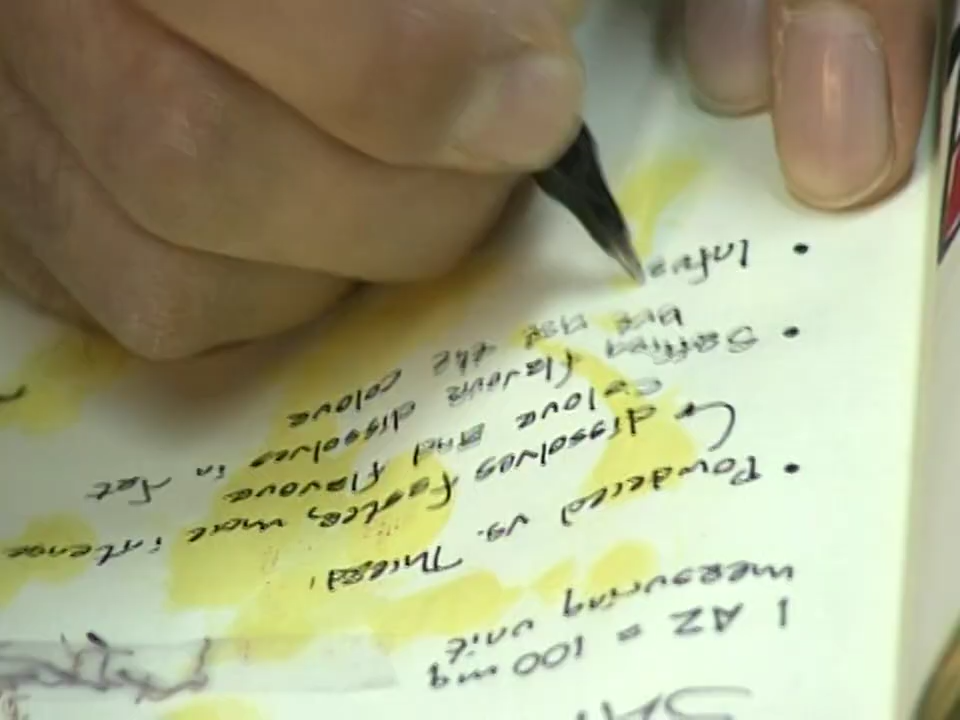 1 AZ = 100 mg
measuring unit
• Powdered vs. Thread:
↳ dissolves faster, more intense
colour and flavour
• Saffron flavour dissolves in fat
but not the colour
• Infuse